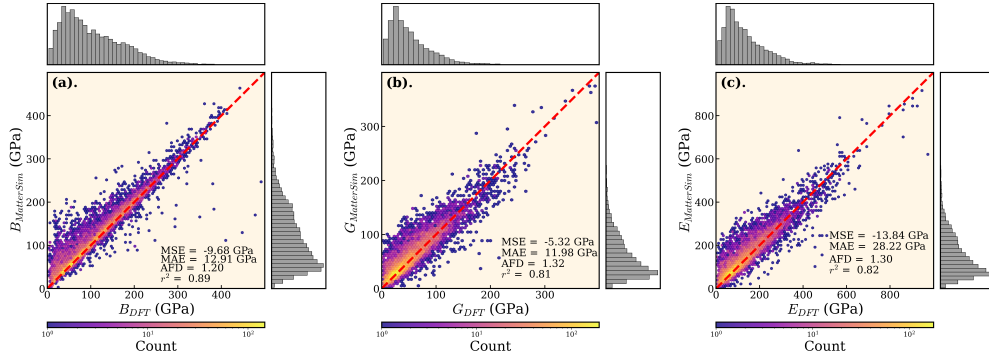 (a).
400
300
200
100
0
B_MatterSim (GPa)
MSE = -9.68 GPa
MAE = 12.91 GPa
AFD = 1.20
r² = 0.89
0 100 200 300 400
B_DFT (GPa)
10⁰ 10¹ 10²
Count
(b).
300
200
100
0
G_MatterSim (GPa)
MSE = -5.32 GPa
MAE = 11.98 GPa
AFD = 1.32
r² = 0.81
0 100 200 300
G_DFT (GPa)
10⁰ 10¹ 10²
Count
(c).
800
600
400
200
0
E_MatterSim (GPa)
MSE = -13.84 GPa
MAE = 28.22 GPa
AFD = 1.30
r² = 0.82
0 200 400 600 800
E_DFT (GPa)
10⁰ 10¹ 10²
Count